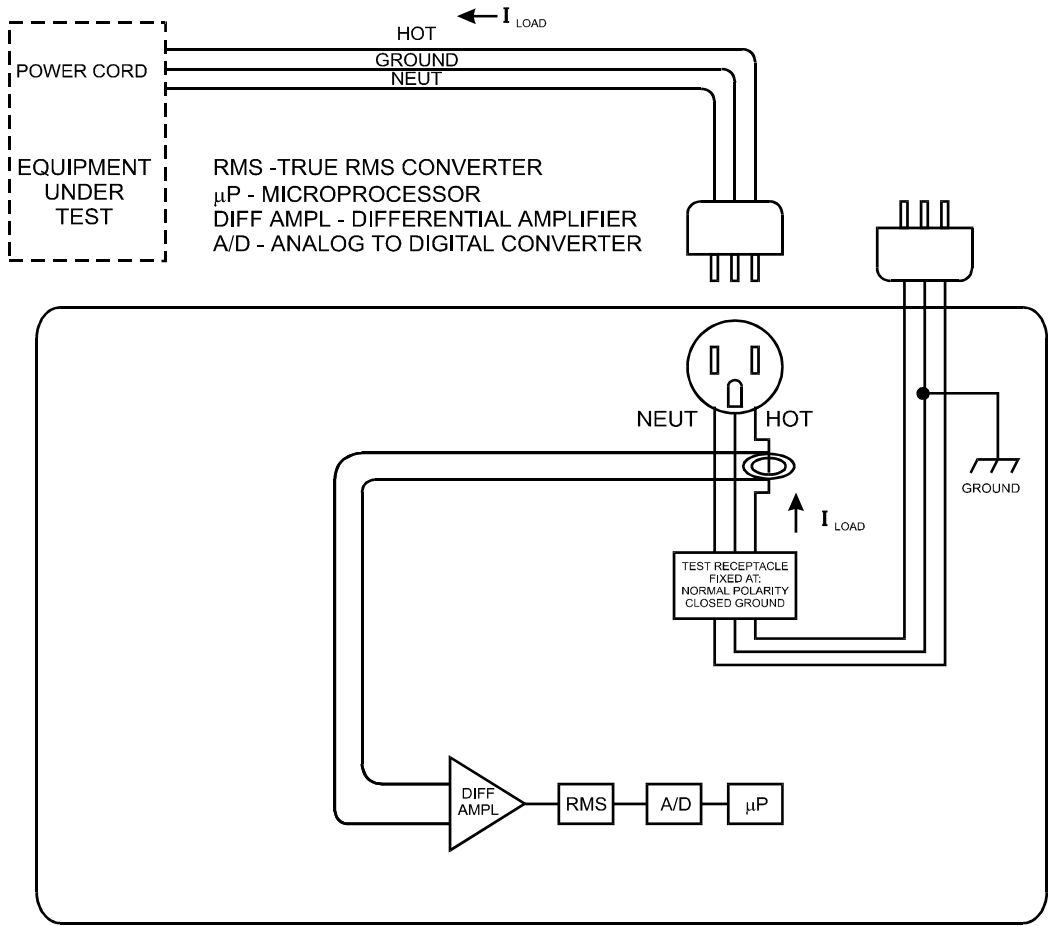 I LOAD
HOT
GROUND
NEUT
POWER CORD
EQUIPMENT
UNDER
TEST
RMS -TRUE RMS CONVERTER
µP - MICROPROCESSOR
DIFF AMPL - DIFFERENTIAL AMPLIFIER
A/D - ANALOG TO DIGITAL CONVERTER
NEUT
HOT
GROUND
I LOAD
TEST RECEPTACLE
FIXED AT:
NORMAL POLARITY
CLOSED GROUND
DIFF
AMPL
RMS
A/D
µP